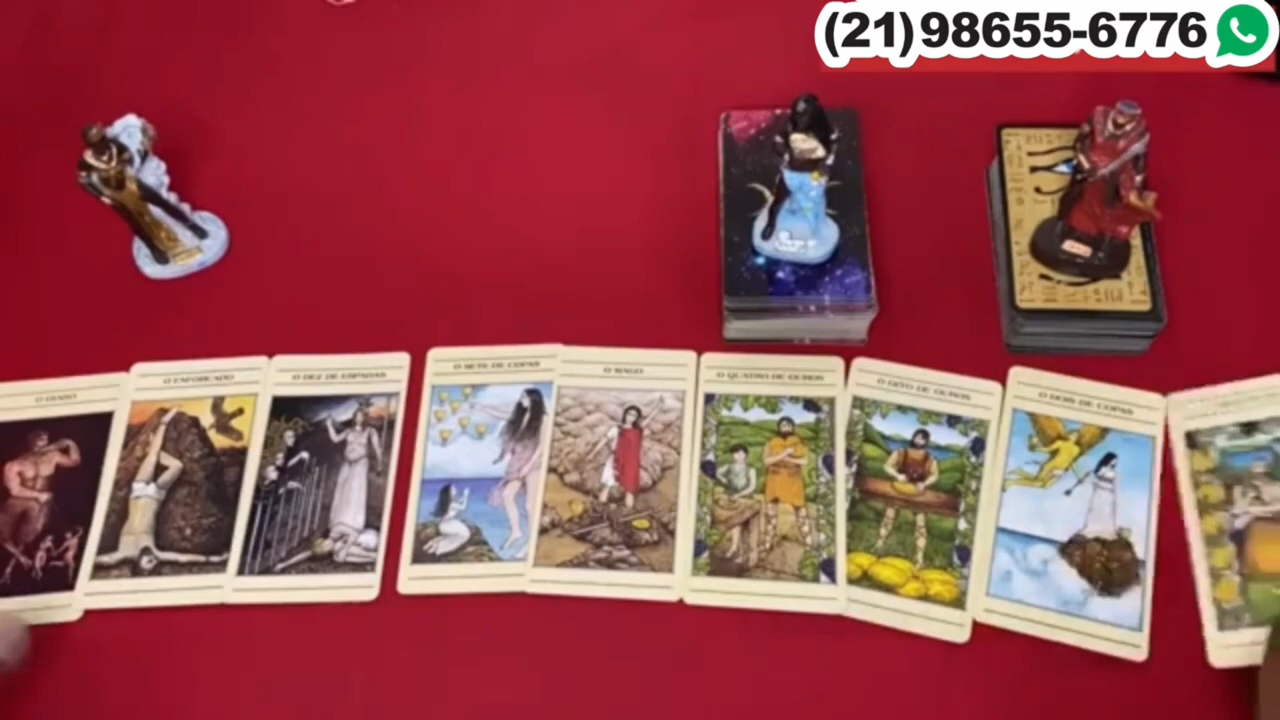 (21)98655-6776
O DIABO
O ENFORCADO
O DEZ DE ESPADAS
O SETE DE COPAS
O MAGO
O QUATRO DE OUROS
O OITO DE OUROS
O DOIS DE COPAS